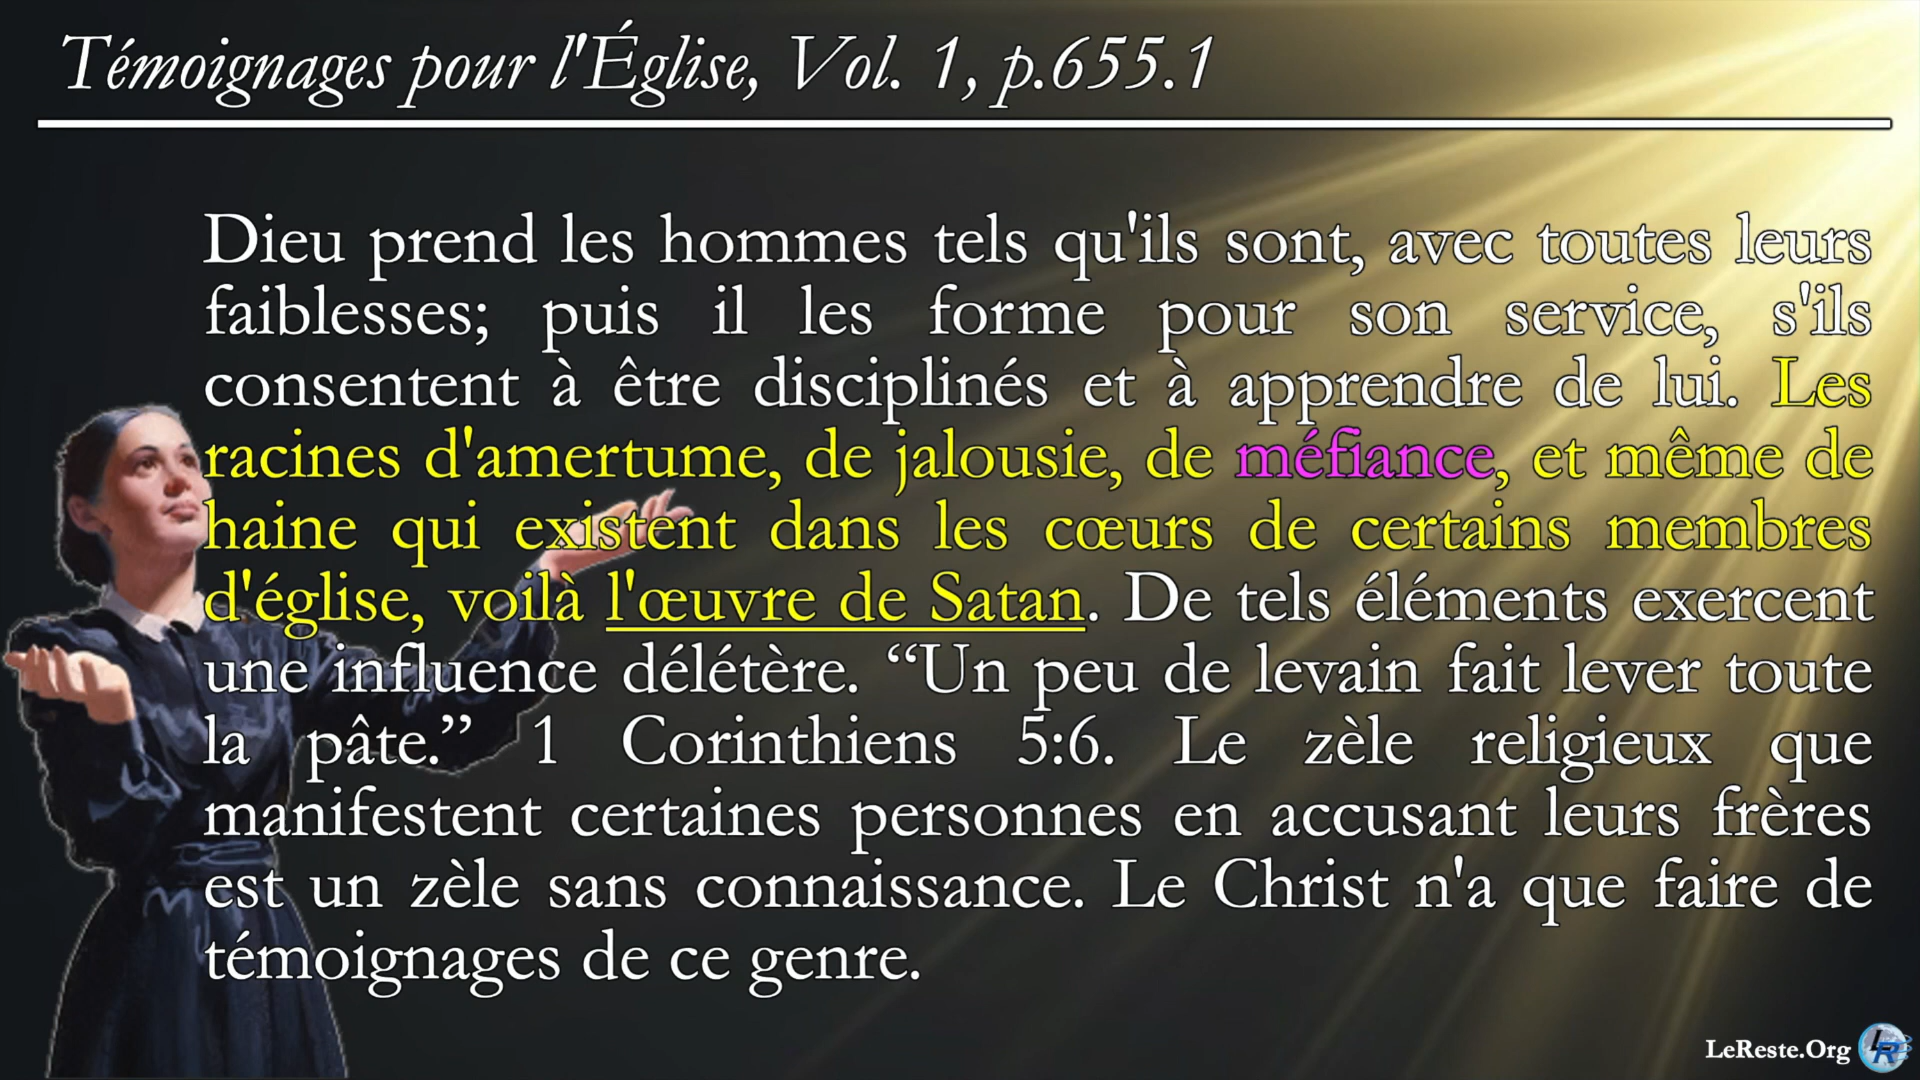 Témoignages pour l'Église, Vol. 1, p.655.1
Dieu prend les hommes tels qu'ils sont, avec toutes leurs
faiblesses; puis il les forme pour son service, s'ils
consentent à être disciplinés et à apprendre de lui. Les
racines d'amertume, de jalousie, de méfiance, et même de
haine qui existent dans les cœurs de certains membres
d'église, voilà l'œuvre de Satan. De tels éléments exercent
une influence délétère. “Un peu de levain fait lever toute
la pâte.” 1 Corinthiens 5:6. Le zèle religieux que
manifestent certaines personnes en accusant leurs frères
est un zèle sans connaissance. Le Christ n'a que faire de
témoignages de ce genre.
LeReste.Org LR